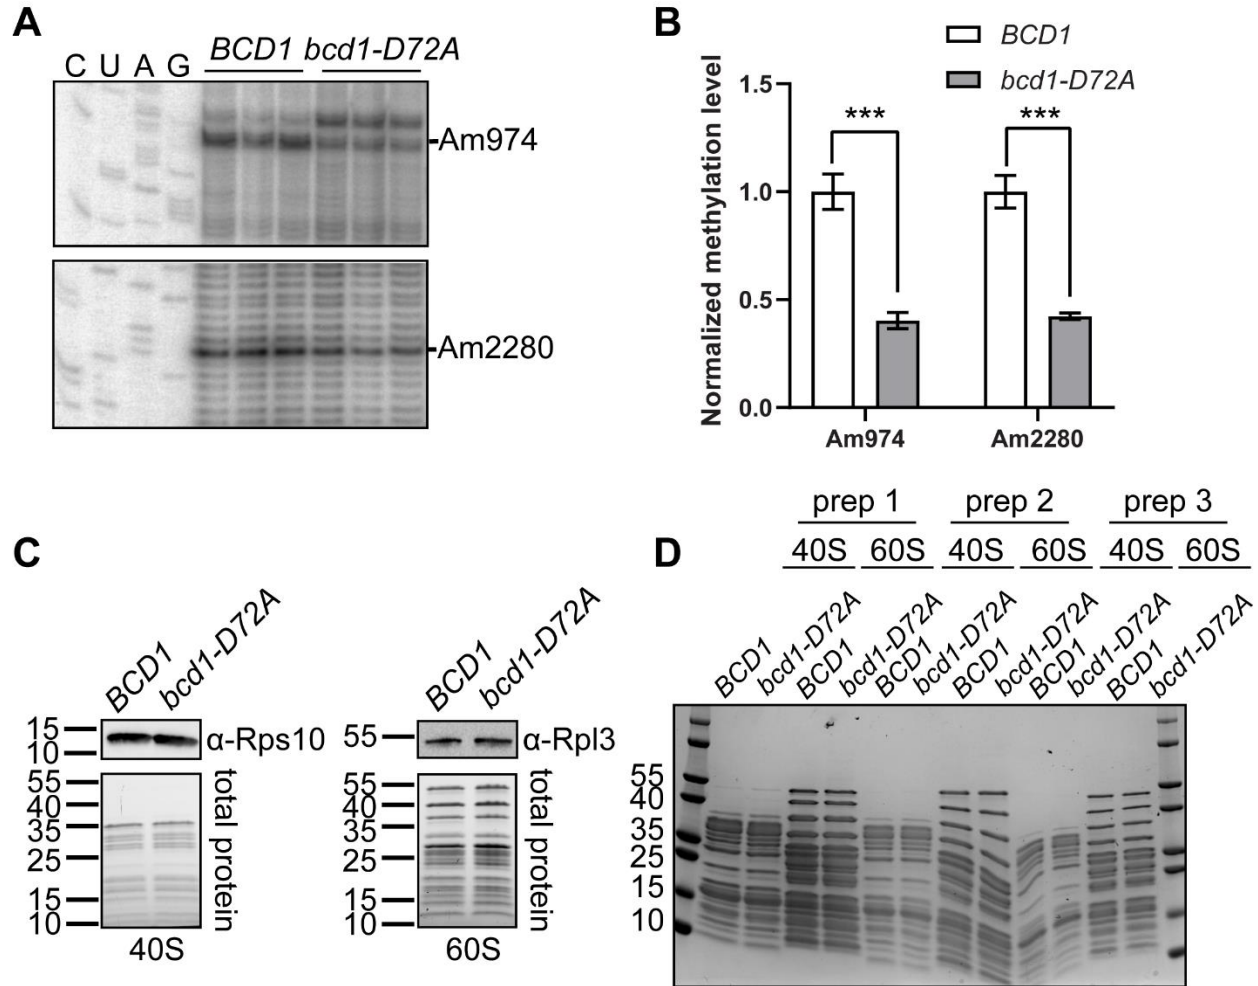 A
C U A G
BCD1 bcd1-D72A
Am974
Am2280
B
BCD1
bcd1-D72A
Normalized methylation level
1.5
1.0
0.5
0.0
***
***
Am974
Am2280
C
BCD1
bcd1-D72A
15
10
α-Rps10
55
40
35
25
15
10
total protein
40S
BCD1
bcd1-D72A
55
α-Rpl3
55
40
35
25
15
10
total protein
60S
D
prep 1 prep 2 prep 3
40S 60S 40S 60S 40S 60S
BCD1
bcd1-D72A
BCD1
bcd1-D72A
BCD1
bcd1-D72A
BCD1
bcd1-D72A
BCD1
bcd1-D72A
BCD1
bcd1-D72A
55
40
35
25
15
10